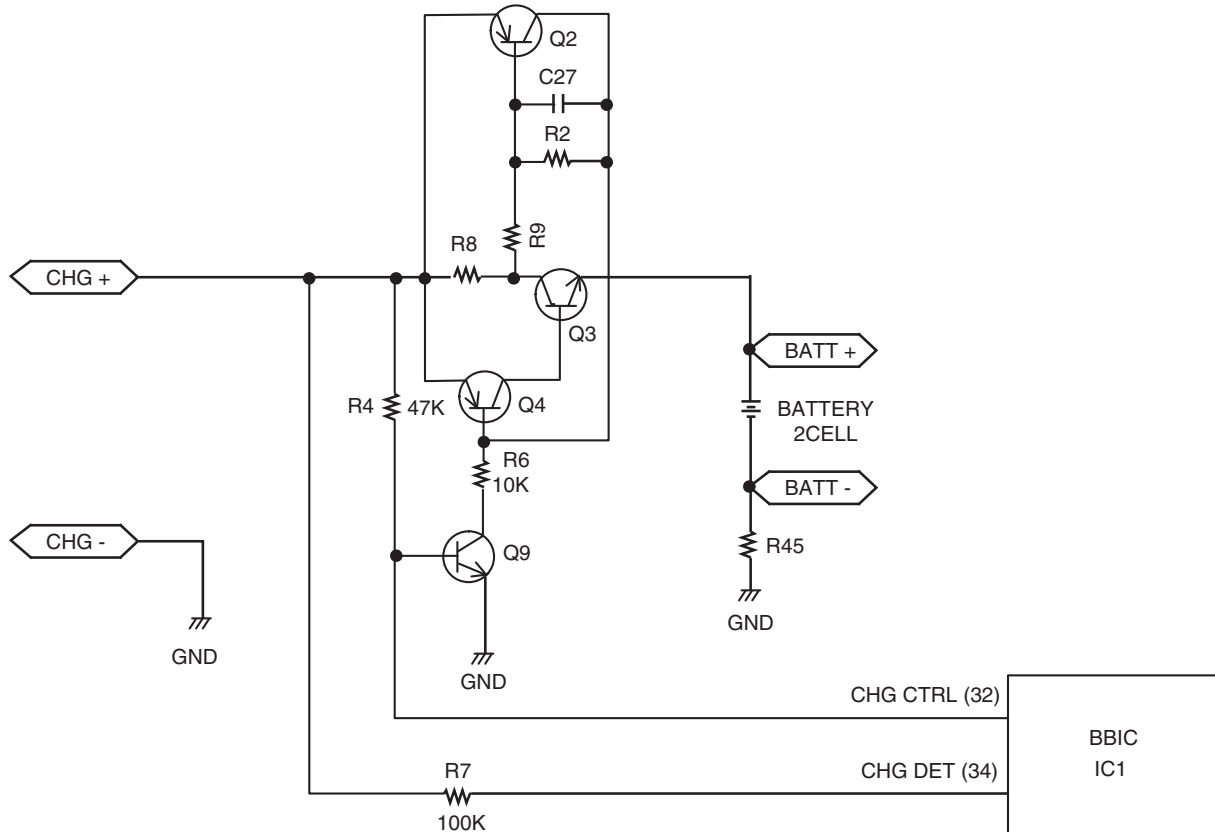 Q2
C27
R2
R9
R8
CHG +
Q3
BATT +
R4 47K
Q4
BATTERY
2CELL
R6
10K
BATT -
CHG -
Q9
R45
GND
GND
GND
CHG CTRL (32)
BBIC
IC1
CHG DET (34)
R7
100K